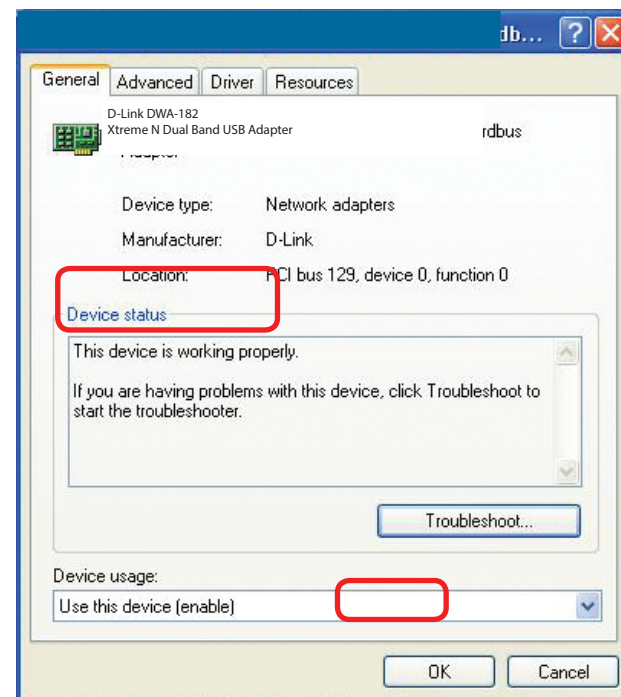 db...
General Advanced Driver Resources
D-Link DWA-182
Xtreme N Dual Band USB Adapter rdbus
Device type: Network adapters
Manufacturer: D-Link
Location: PCI bus 129, device 0, function 0
Device status
This device is working properly.
If you are having problems with this device, click Troubleshoot to
start the troubleshooter.
Troubleshoot...
Device usage:
Use this device (enable)
OK Cancel